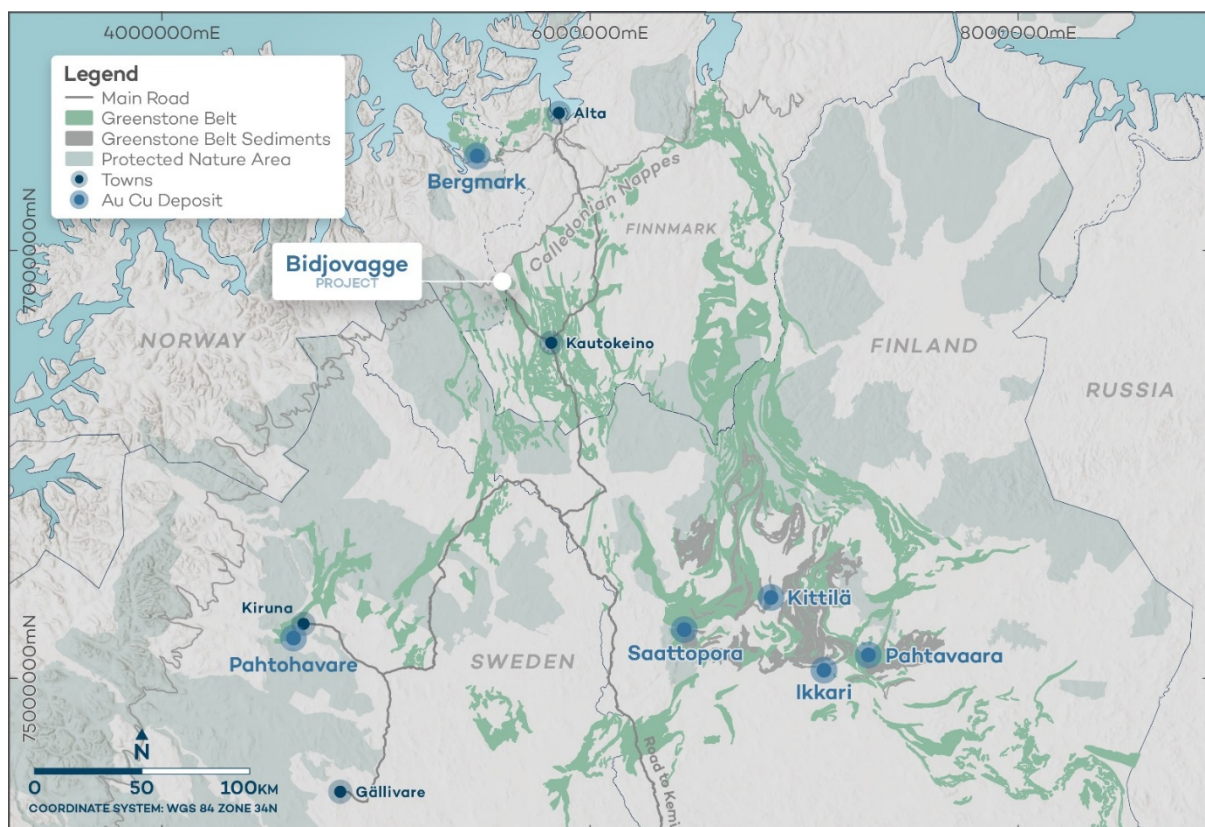 4000000mE
6000000mE
8000000mE
Legend
Main Road
Greenstone Belt
Greenstone Belt Sediments
Protected Nature Area
Towns
Au Cu Deposit
Alta
Bergmark
Calledonian Nappes
FINNMARK
7700000mN
Bidjovagge
PROJECT
NORWAY
Kautokeino
FINLAND
RUSSIA
Kiruna
Pahtohavare
Kittilä
Saattopora
Pahtavaara
SWEDEN
Ikkari
7500000mN
N
0 50 100KM
COORDINATE SYSTEM: WGS 84 ZONE 34N
Gällivare
Road to Kemi